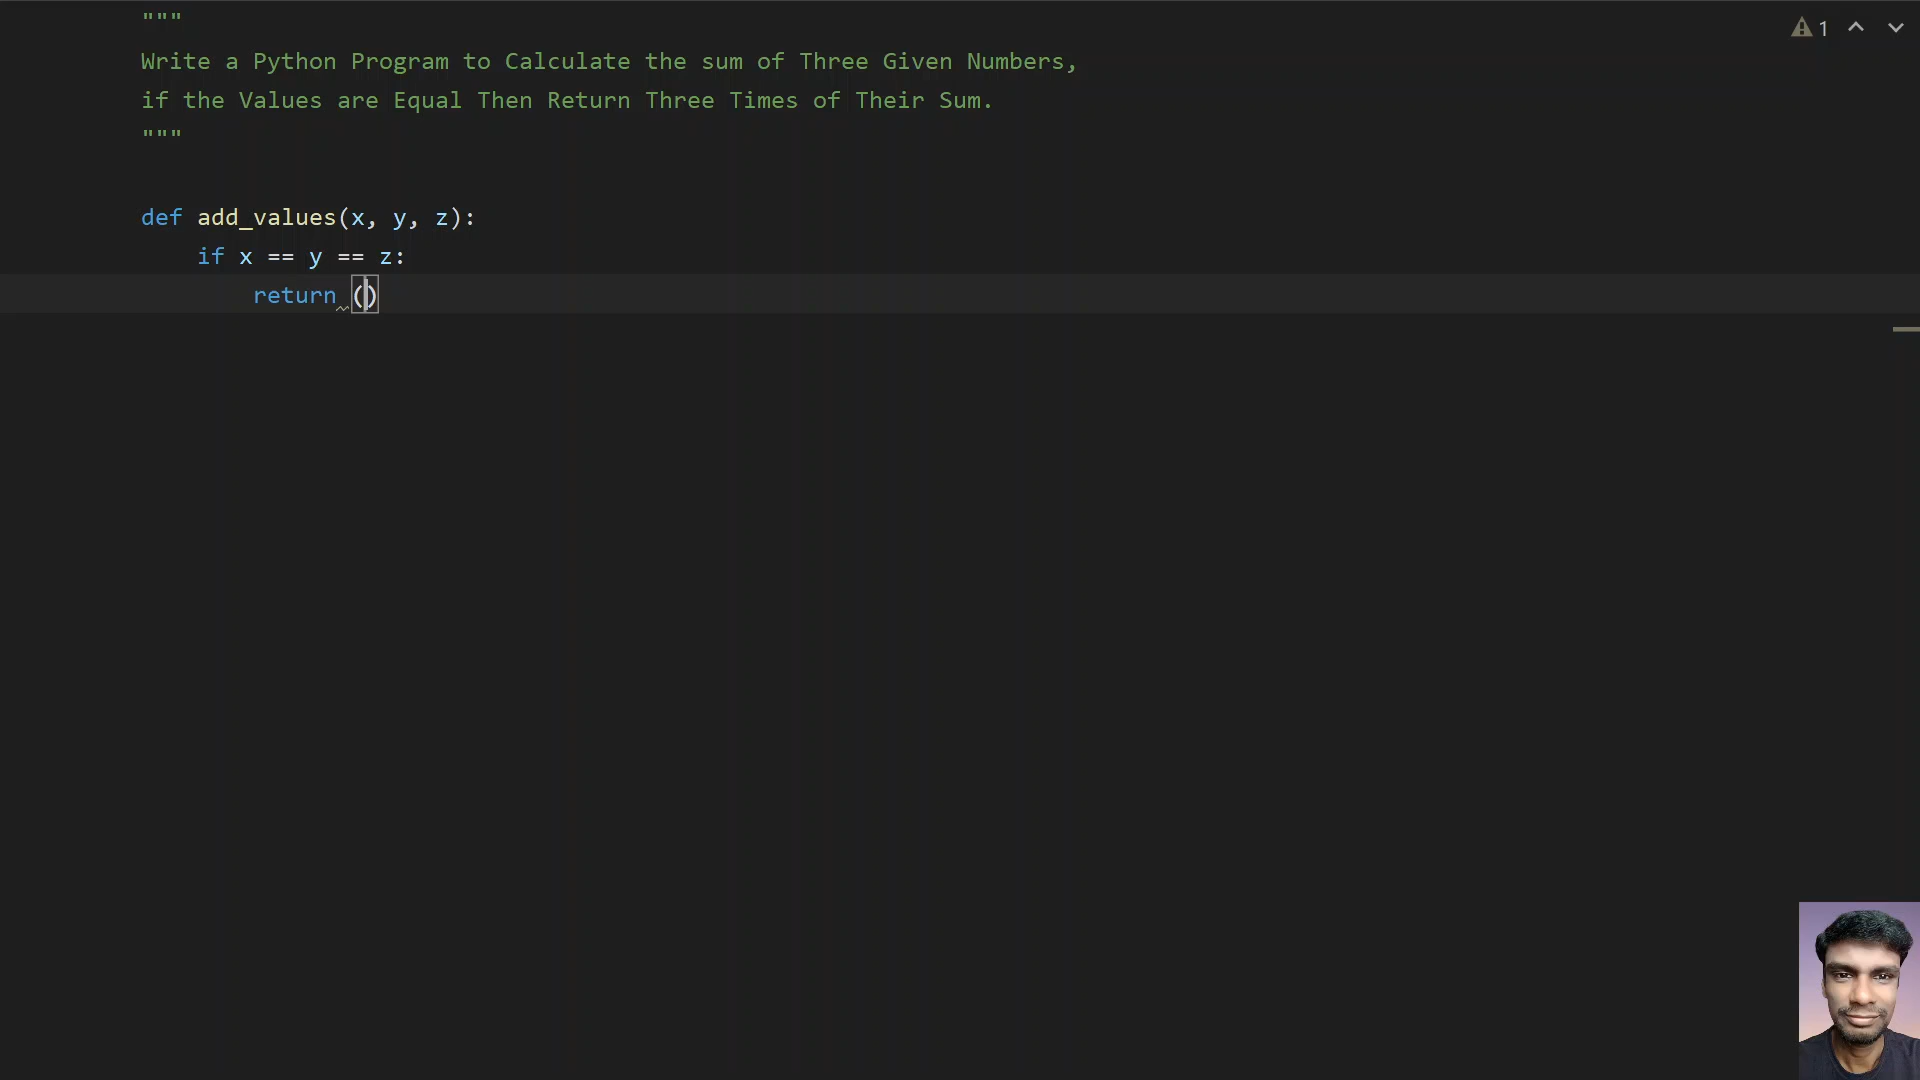 """
1
Write a Python Program to Calculate the sum of Three Given Numbers,
if the Values are Equal Then Return Three Times of Their Sum.
"""
def add_values(x, y, z):
    if x == y == z:
        return ()